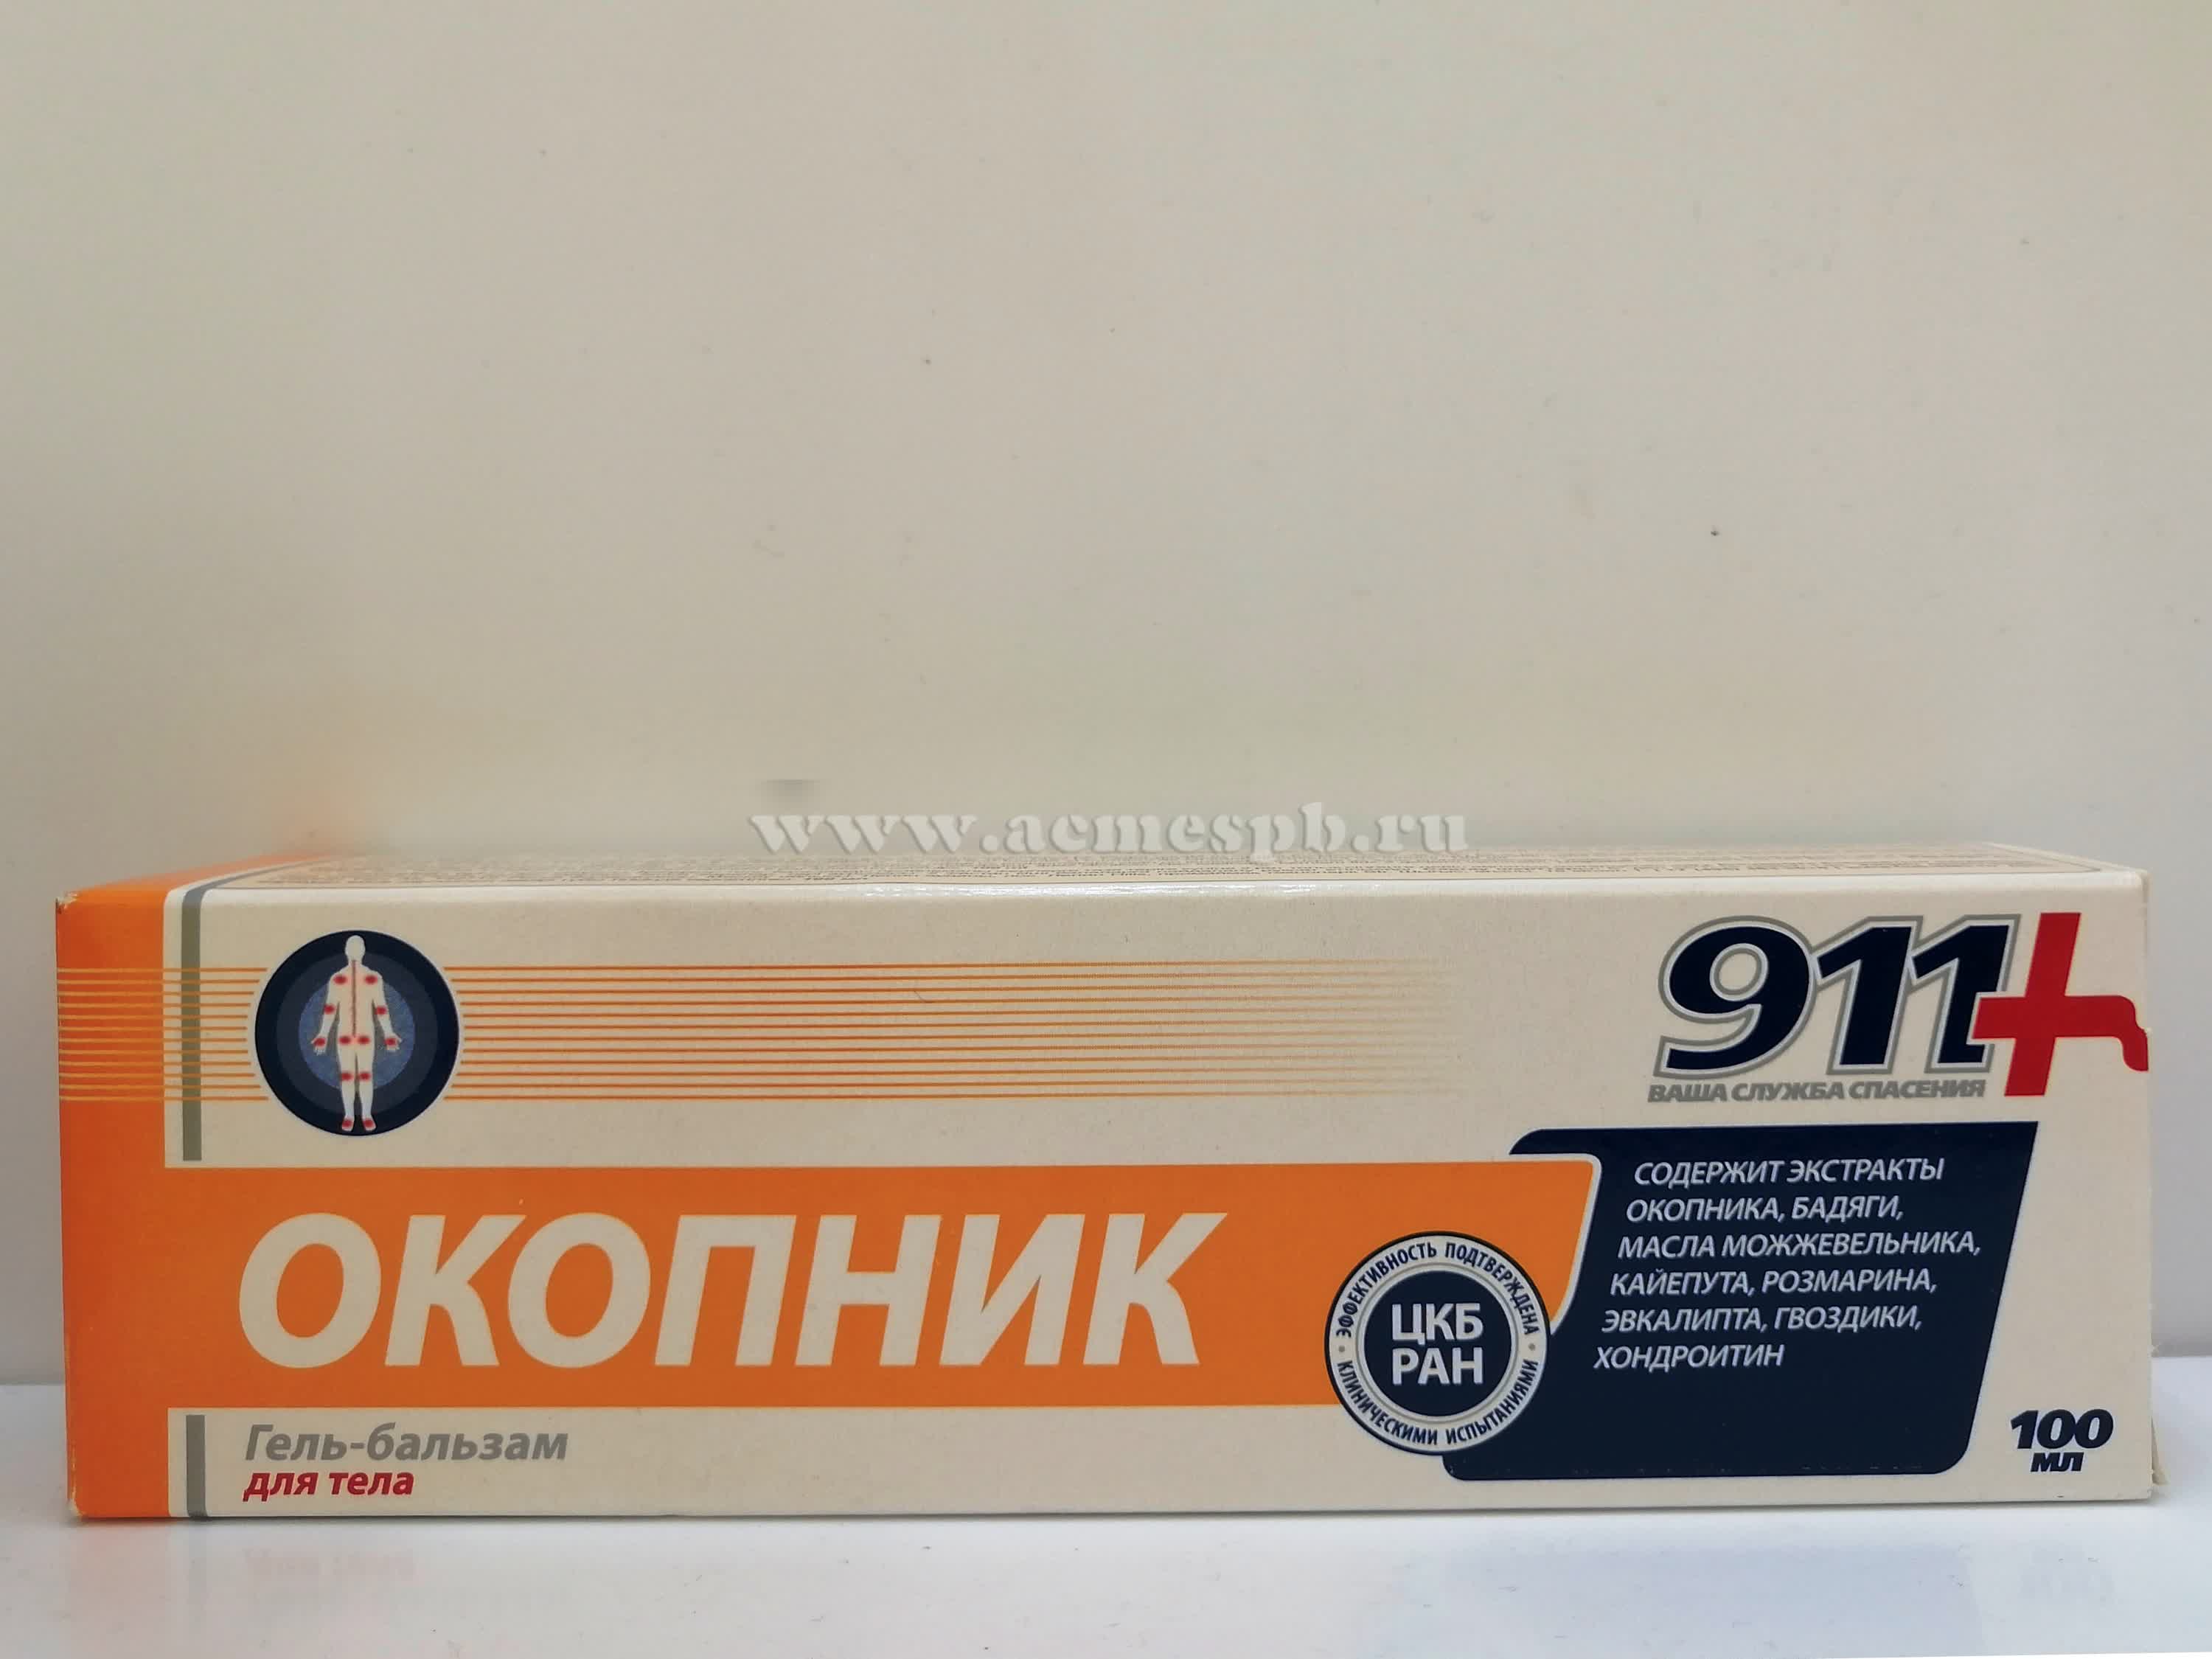 www.acmespb.ru
911
ВАША СЛУЖБА СПАСЕНИЯ
СОДЕРЖИТ ЭКСТРАКТЫ
ОКОПНИКА, БАДЯГИ,
МАСЛА МОЖЖЕВЕЛЬНИКА,
КАЙЕПУТА, РОЗМАРИНА,
ЭВКАЛИПТА, ГВОЗДИКИ,
ХОНДРОИТИН
ОКОПНИК
ЭФФЕКТИВНОСТЬ ПОДТВЕРЖДЕНА
КЛИНИЧЕСКИМИ ИСПЫТАНИЯМИ
ЦКБ
РАН
Гель-бальзам
для тела
100
МЛ